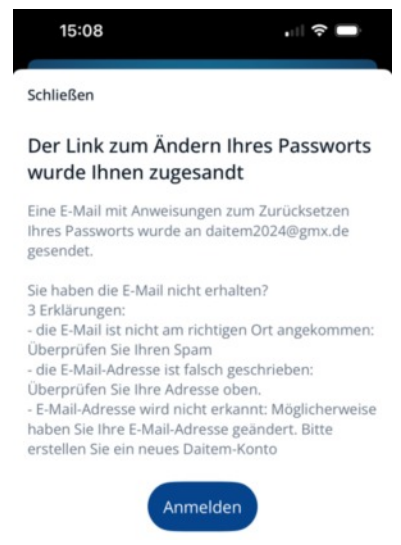 15:08
Schließen
Der Link zum Ändern Ihres Passworts
wurde Ihnen zugesandt
Eine E-Mail mit Anweisungen zum Zurücksetzen
Ihres Passworts wurde an daitem2024@gmx.de
gesendet.
Sie haben die E-Mail nicht erhalten?
3 Erklärungen:
- die E-Mail ist nicht am richtigen Ort angekommen:
Überprüfen Sie Ihren Spam
- die E-Mail-Adresse ist falsch geschrieben:
Überprüfen Sie Ihre Adresse oben.
- E-Mail-Adresse wird nicht erkannt: Möglicherweise
haben Sie Ihre E-Mail-Adresse geändert. Bitte
erstellen Sie ein neues Daitem-Konto
Anmelden